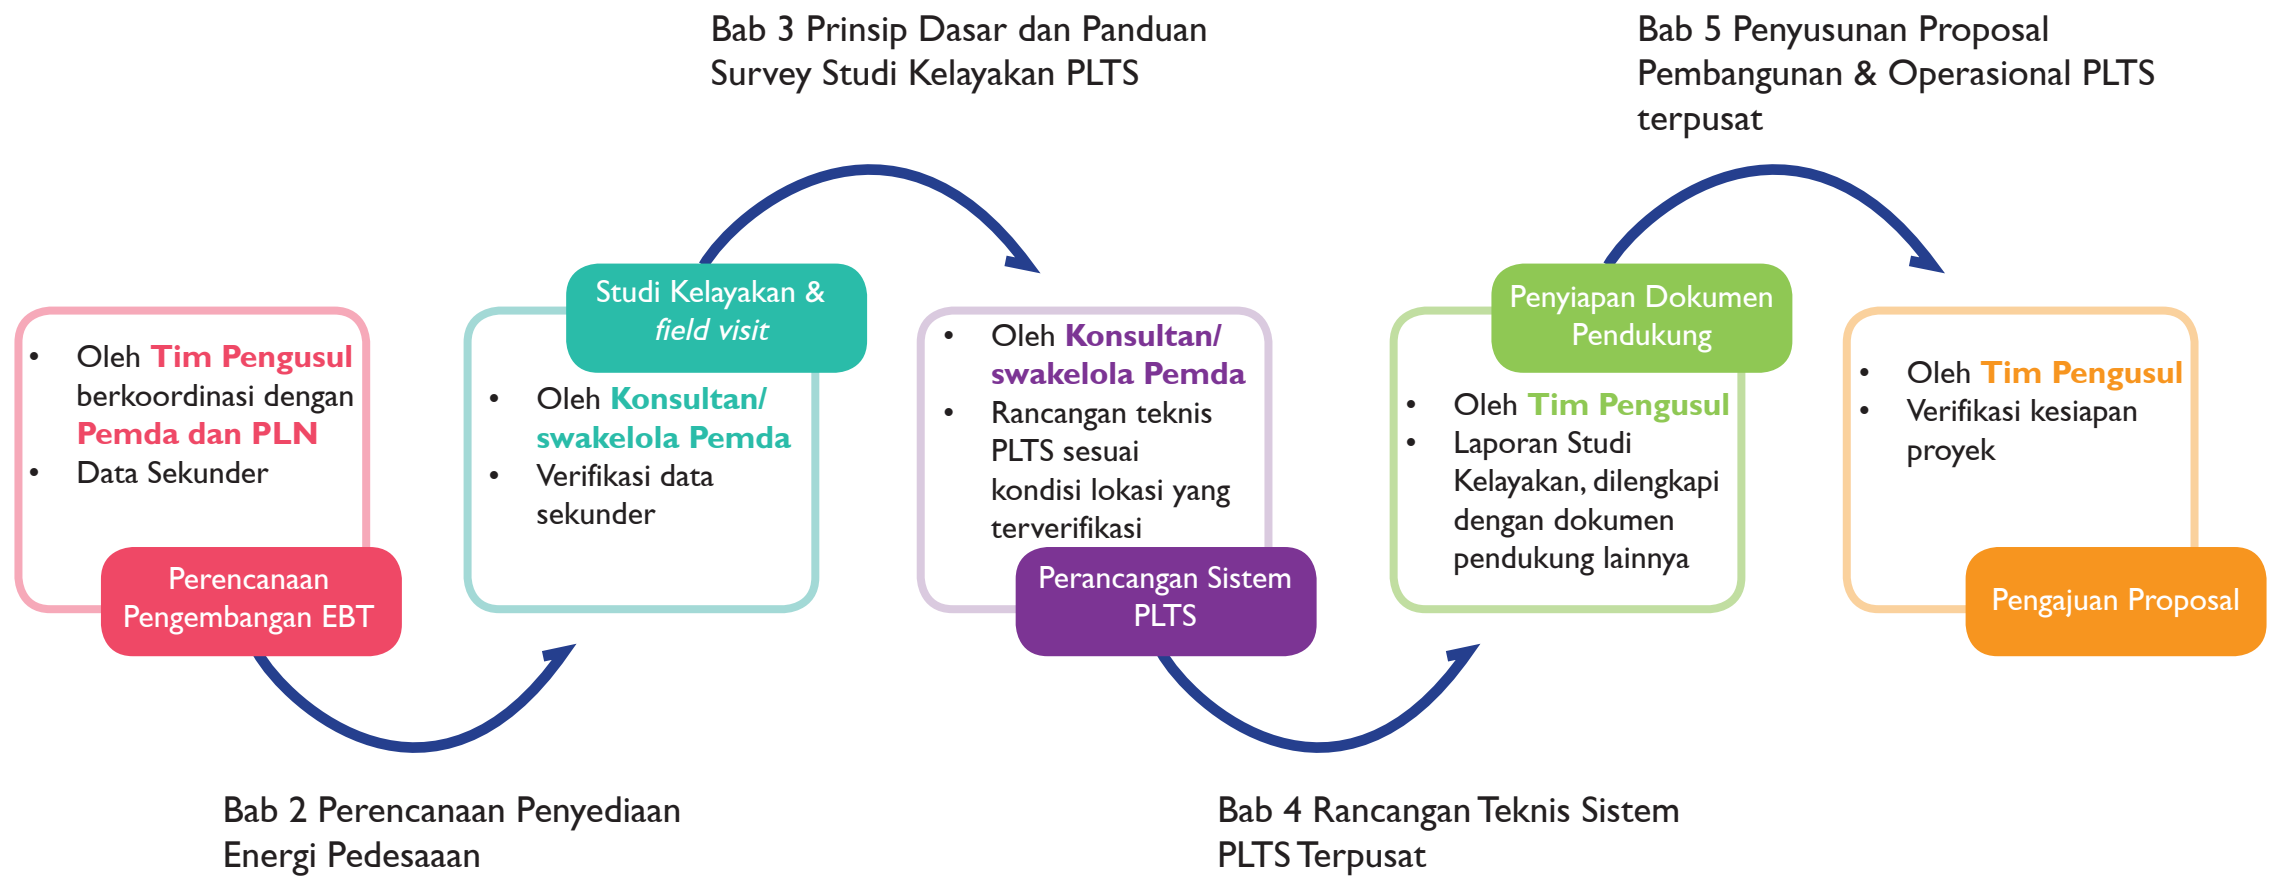 Bab 3 Prinsip Dasar dan Panduan
Survey Studi Kelayakan PLTS
Bab 5 Penyusunan Proposal
Pembangunan & Operasional PLTS
terpusat
• Oleh Tim Pengusul
berkoordinasi dengan
Pemda dan PLN
• Data Sekunder
Perencanaan
Pengembangan EBT
Studi Kelayakan &
field visit
• Oleh Konsultan/
swakelola Pemda
• Verifikasi data
sekunder
• Oleh Konsultan/
swakelola Pemda
• Rancangan teknis
PLTS sesuai
kondisi lokasi yang
terverifikasi
Perancangan Sistem
PLTS
Penyiapan Dokumen
Pendukung
• Oleh Tim Pengusul
• Laporan Studi
Kelayakan, dilengkapi
dengan dokumen
pendukung lainnya
• Oleh Tim Pengusul
• Verifikasi kesiapan
proyek
Pengajuan Proposal
Bab 2 Perencanaan Penyediaan
Energi Pedesaaan
Bab 4 Rancangan Teknis Sistem
PLTS Terpusat